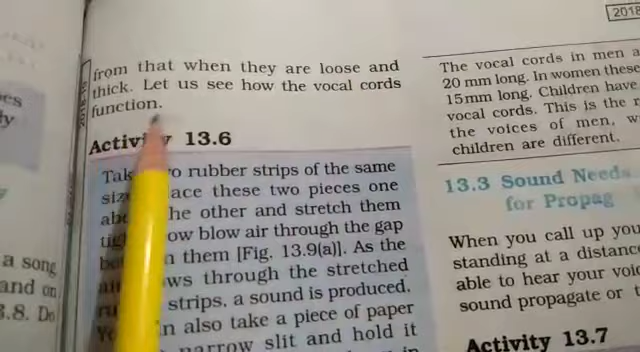 2018
from that when they are loose and
thick. Let us see how the vocal cords
function.
Activity 13.6
rubber strips of the same
these two pieces one
other and stretch them
blow air through the gap
them [Fig. 13.9(a)]. As the
through the stretched
strips, a sound is produced.
also take a piece of paper
narrow slit and hold it
The vocal cords in men
20 mm long. In women these
15mm long. Children have
vocal cords. This is the
the voices of men,
children are different.
13.3 Sound Needs
for Propag
When you call up you
standing at a distance
able to hear your
sound propagate or
Activity 13.7
a song
and on
3.8. Do